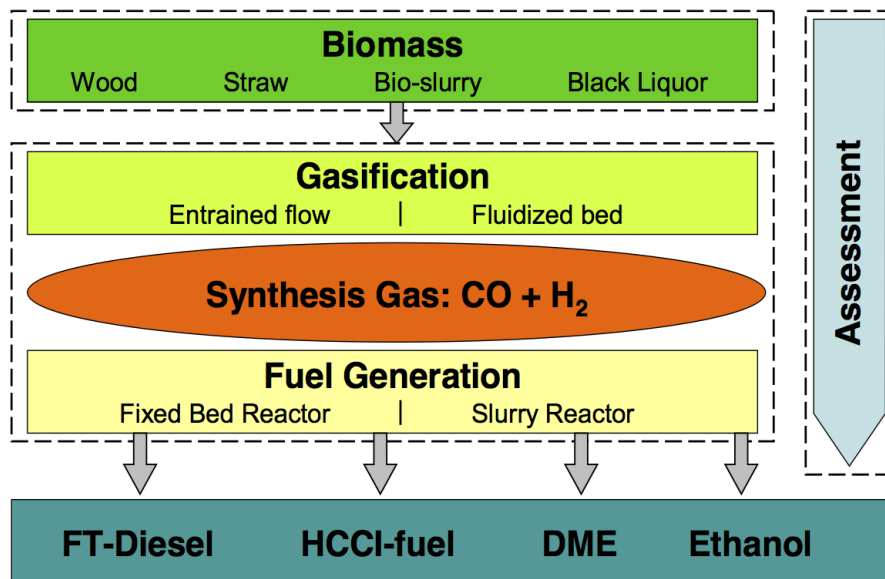 Biomass
Wood Straw Bio-slurry Black Liquor
Gasification
Entrained flow | Fluidized bed
Synthesis Gas: CO + H₂
Fuel Generation
Fixed Bed Reactor | Slurry Reactor
FT-Diesel HCCI-fuel DME Ethanol
Assessment